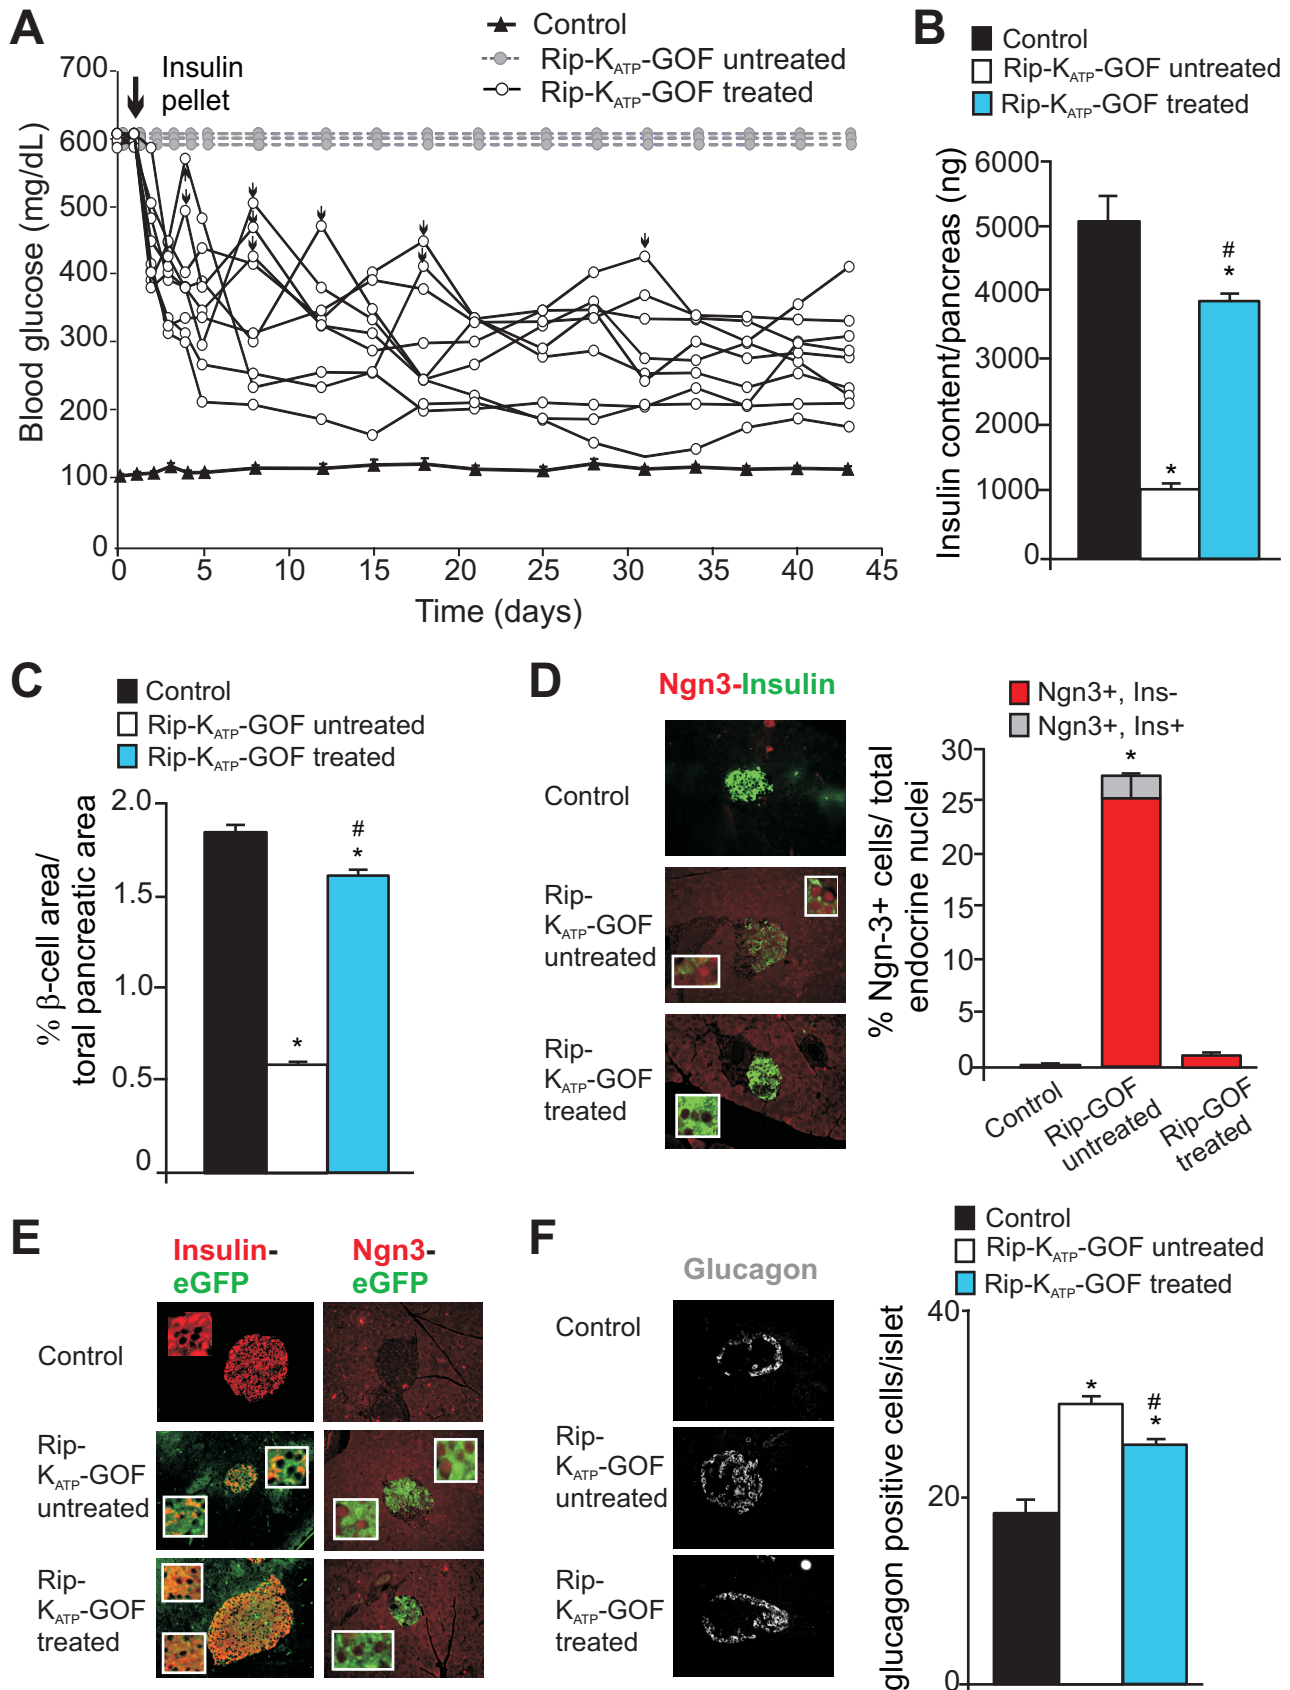 A
Control
Rip-KATP-GOF untreated
Rip-KATP-GOF treated
Insulin
pellet
Blood glucose (mg/dL)
700
600
500
400
300
200
100
0
0 5 10 15 20 25 30 35 40 45
Time (days)
B
Control
Rip-KATP-GOF untreated
Rip-KATP-GOF treated
Insulin content/pancreas (ng)
6000
5000
4000
3000
2000
1000
0
*
#
*
C
Control
Rip-KATP-GOF untreated
Rip-KATP-GOF treated
% β-cell area/
toral pancreatic area
2.0
1.5
1.0
0.5
0
*
#
*
D
Ngn3-Insulin
Control
Rip-
KATP-GOF
untreated
Rip-
KATP-GOF
treated
Ngn3+, Ins-
Ngn3+, Ins+
% Ngn-3+ cells/ total
endocrine nuclei
30
25
20
15
10
5
0
*
Control
Rip-GOF
untreated
Rip-GOF
treated
E
Insulin-
eGFP
Ngn3-
eGFP
Control
Rip-
KATP-GOF
untreated
Rip-
KATP-GOF
treated
F
Glucagon
Control
Rip-
KATP-GOF
untreated
Rip-
KATP-GOF
treated
Control
Rip-KATP-GOF untreated
Rip-KATP-GOF treated
glucagon positive cells/islet
40
20
0
*
#
*